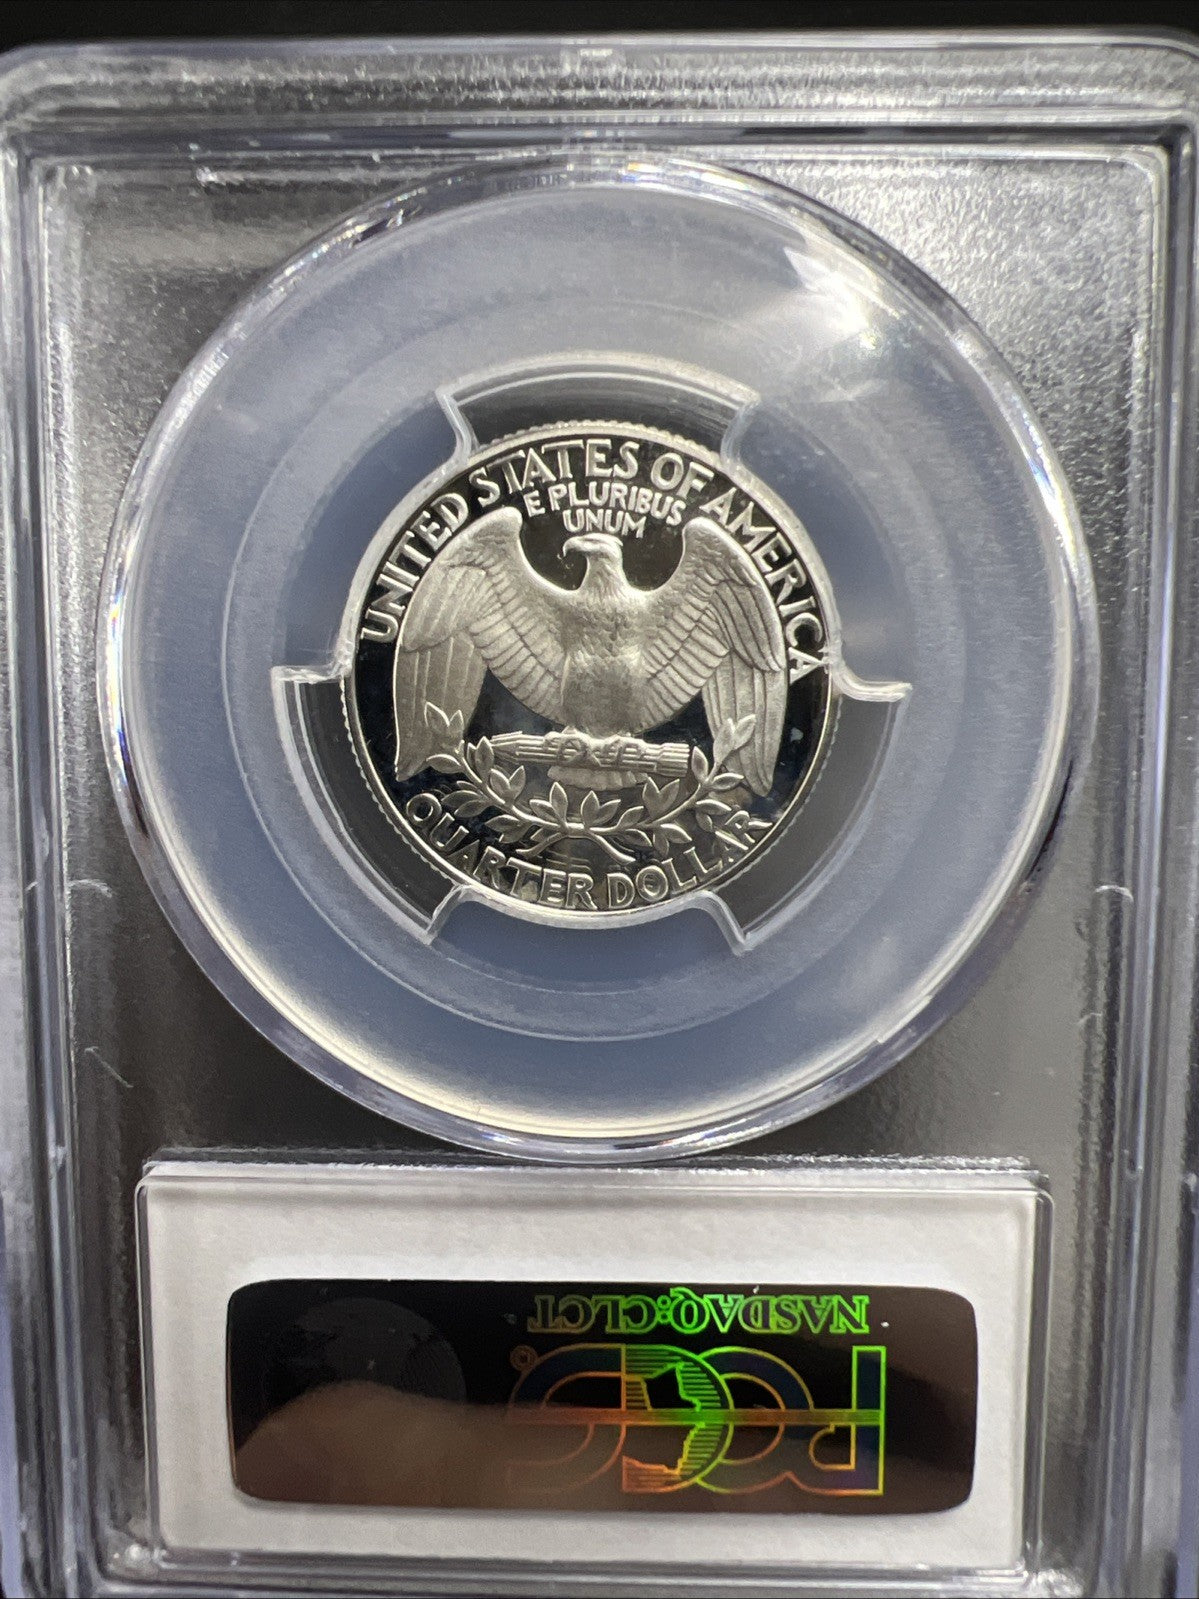 UNITED STATES OF AMERICA
E PLURIBUS
UNUM
QUARTER DOLLAR
NASDAQ:CLCT
PCGS
®